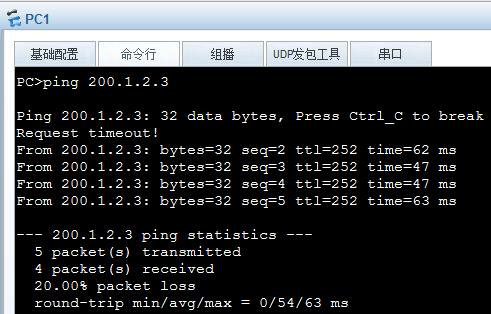 PC1
基础配置 命令行 组播 UDP发包工具 串口
PC>ping 200.1.2.3
Ping 200.1.2.3: 32 data bytes, Press Ctrl_C to break
Request timeout!
From 200.1.2.3: bytes=32 seq=2 ttl=252 time=62 ms
From 200.1.2.3: bytes=32 seq=3 ttl=252 time=47 ms
From 200.1.2.3: bytes=32 seq=4 ttl=252 time=47 ms
From 200.1.2.3: bytes=32 seq=5 ttl=252 time=63 ms
--- 200.1.2.3 ping statistics ---
5 packet(s) transmitted
4 packet(s) received
20.00% packet loss
round-trip min/avg/max = 0/54/63 ms